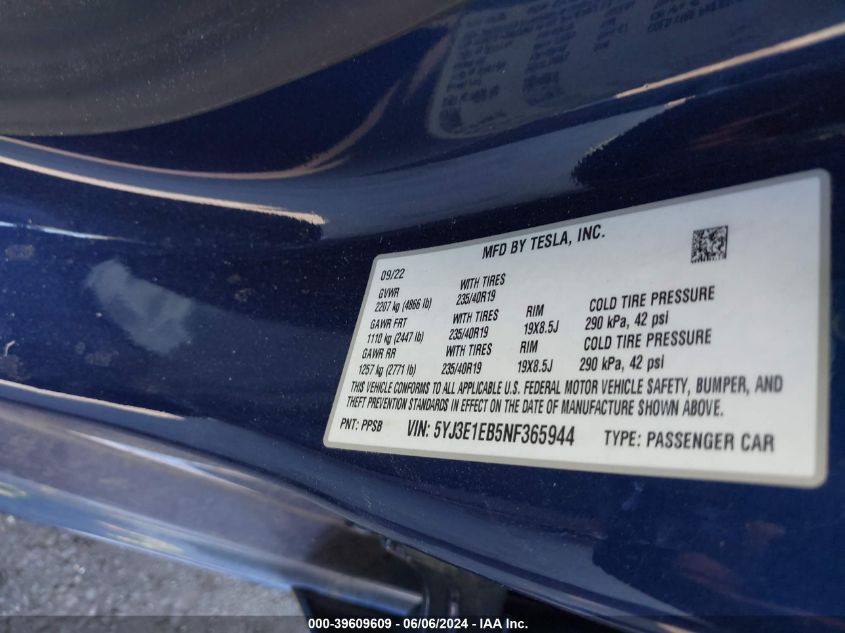 MFD BY TESLA, INC.
09/22
GVWR WITH TIRES
2207 kg (4866 lb) 235/40R19
GAWR FRT WITH TIRES RIM COLD TIRE PRESSURE
1110 kg (2447 lb) 235/40R19 19X8.5J 290 kPa, 42 psi
GAWR RR WITH TIRES RIM COLD TIRE PRESSURE
1257 kg (2771 lb) 235/40R19 19X8.5J 290 kPa, 42 psi
THIS VEHICLE CONFORMS TO ALL APPLICABLE U.S. FEDERAL MOTOR VEHICLE SAFETY, BUMPER, AND
THEFT PREVENTION STANDARDS IN EFFECT ON THE DATE OF MANUFACTURE SHOWN ABOVE.
PNT: PPSB VIN: 5YJ3E1EB5NF365944 TYPE: PASSENGER CAR
000-39609609 - 06/06/2024 - IAA Inc.